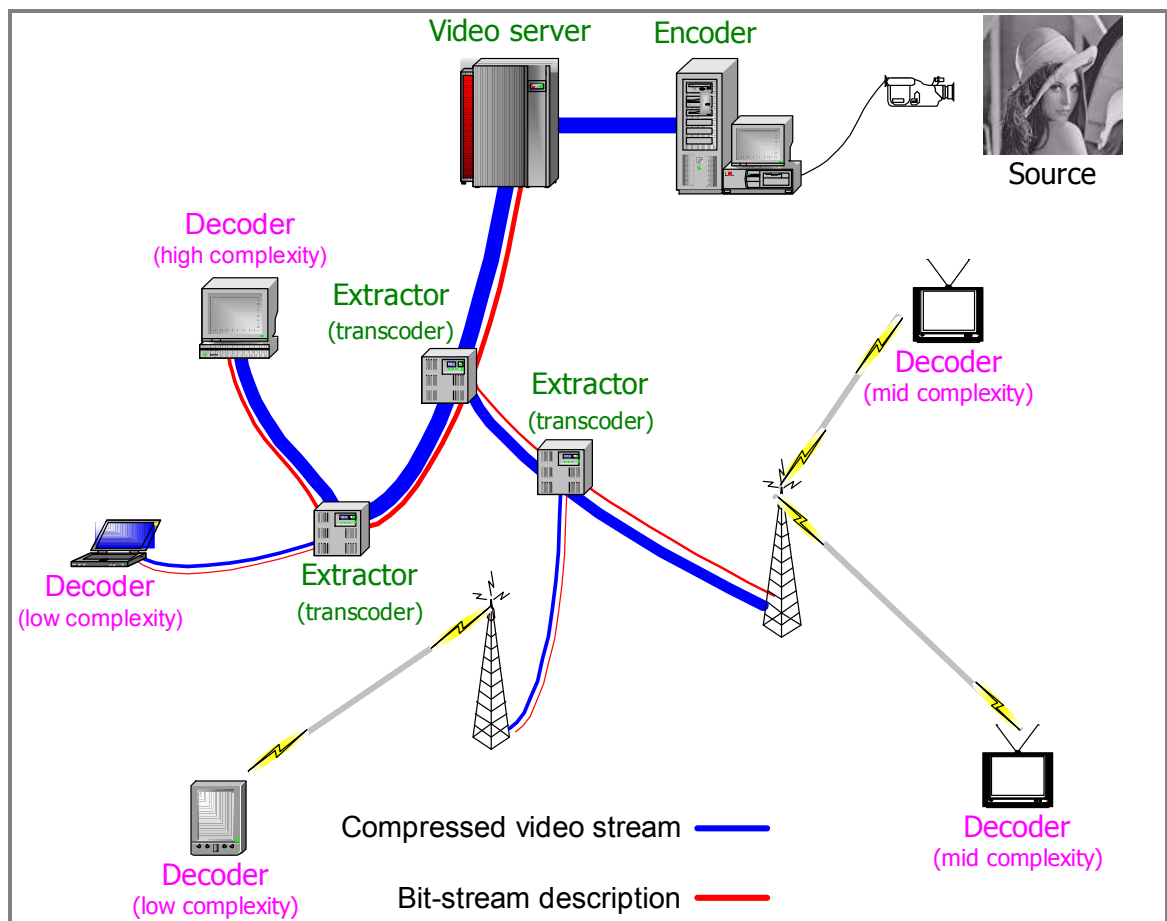 Video server
Encoder
Source
Decoder
(high complexity)
Extractor
(transcoder)
Extractor
(transcoder)
Decoder
(mid complexity)
Decoder
(low complexity)
Extractor
(transcoder)
Decoder
(low complexity)
Decoder
(mid complexity)
Compressed video stream
Bit-stream description